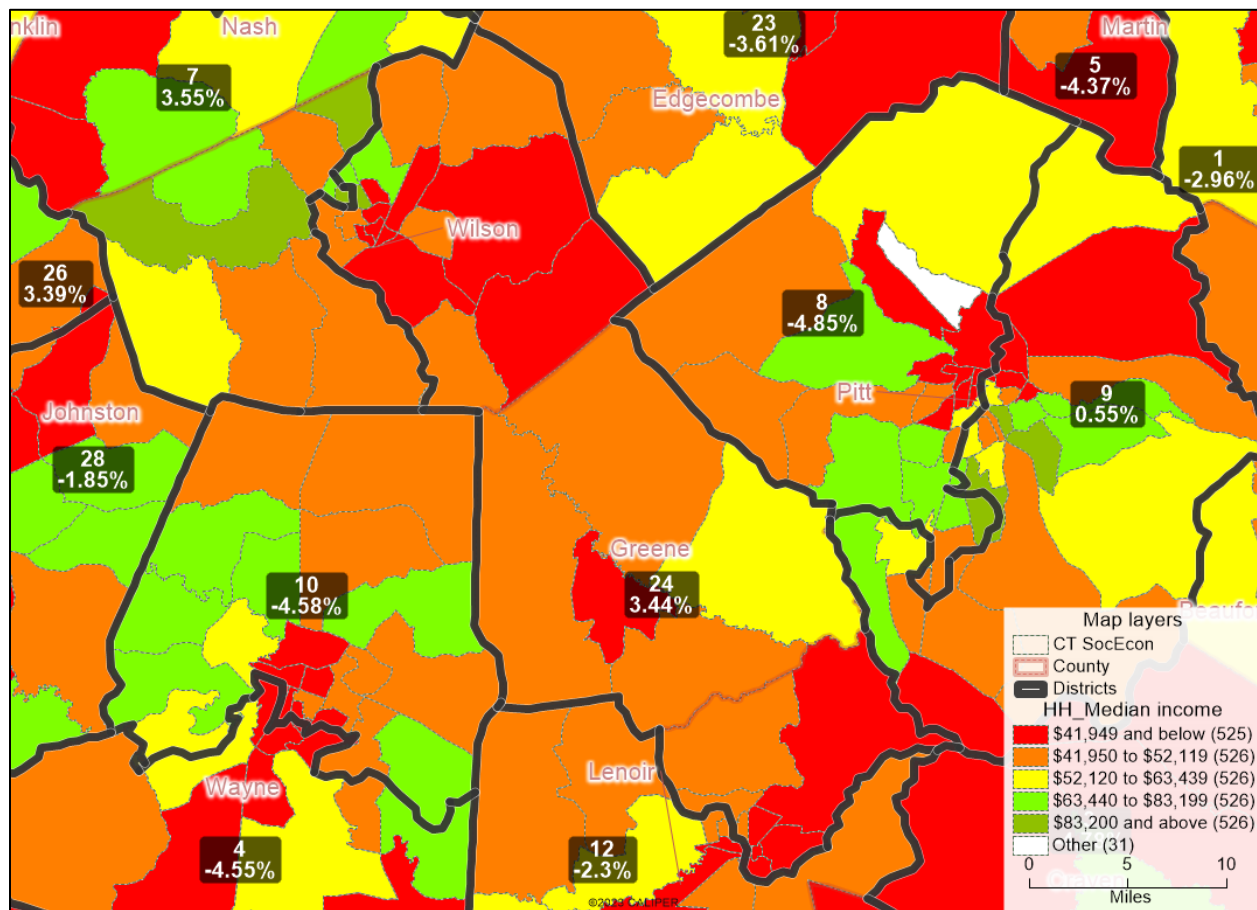 nklin
Nash
23
-3.61%
Martin
7
3.55%
5
-4.37%
Edgecombe
1
-2.96%
Wilson
26
3.39%
8
-4.85%
Johnston
Pitt
9
0.55%
28
-1.85%
Greene
10
-4.58%
24
3.44%
Beaufo
Map layers
CT SocEcon
County
Districts
HH_Median income
$41,949 and below (525)
$41,950 to $52,119 (526)
$52,120 to $63,439 (526)
$63,440 to $83,199 (526)
$83,200 and above (526)
Other (31)
0 5 10
Miles
Lenoir
Wayne
4
-4.55%
12
-2.3%
Craven
©2023 CALIPER